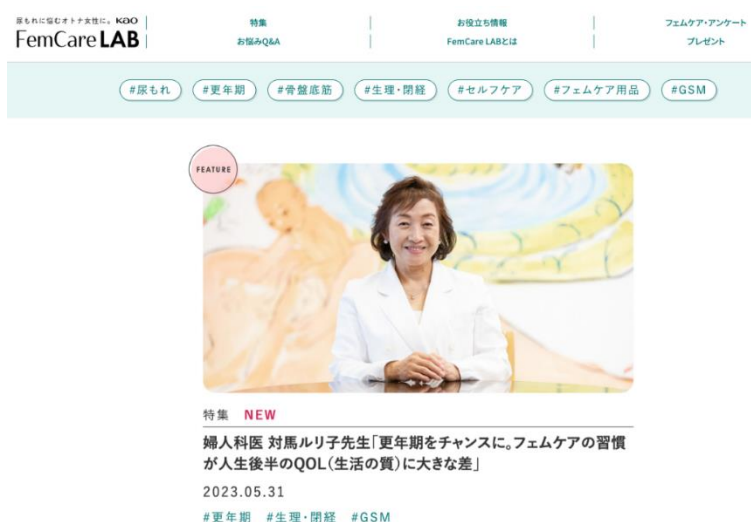 尿もれに悩むオトナ女性に。 KaO
FemCare LAB
特集
お役立ち情報
フェムケア・アンケート
お悩みQ&A
FemCare LABとは
プレゼント
#尿もれ #更年期 #骨盤底筋 #生理・閉経 #セルフケア #フェムケア用品 #GSM
FEATURE
特集 NEW
婦人科医 対馬ルリ子先生「更年期をチャンスに。フェムケアの習慣
が人生後半のQOL(生活の質)に大きな差」
2023.05.31
#更年期 #生理・閉経 #GSM